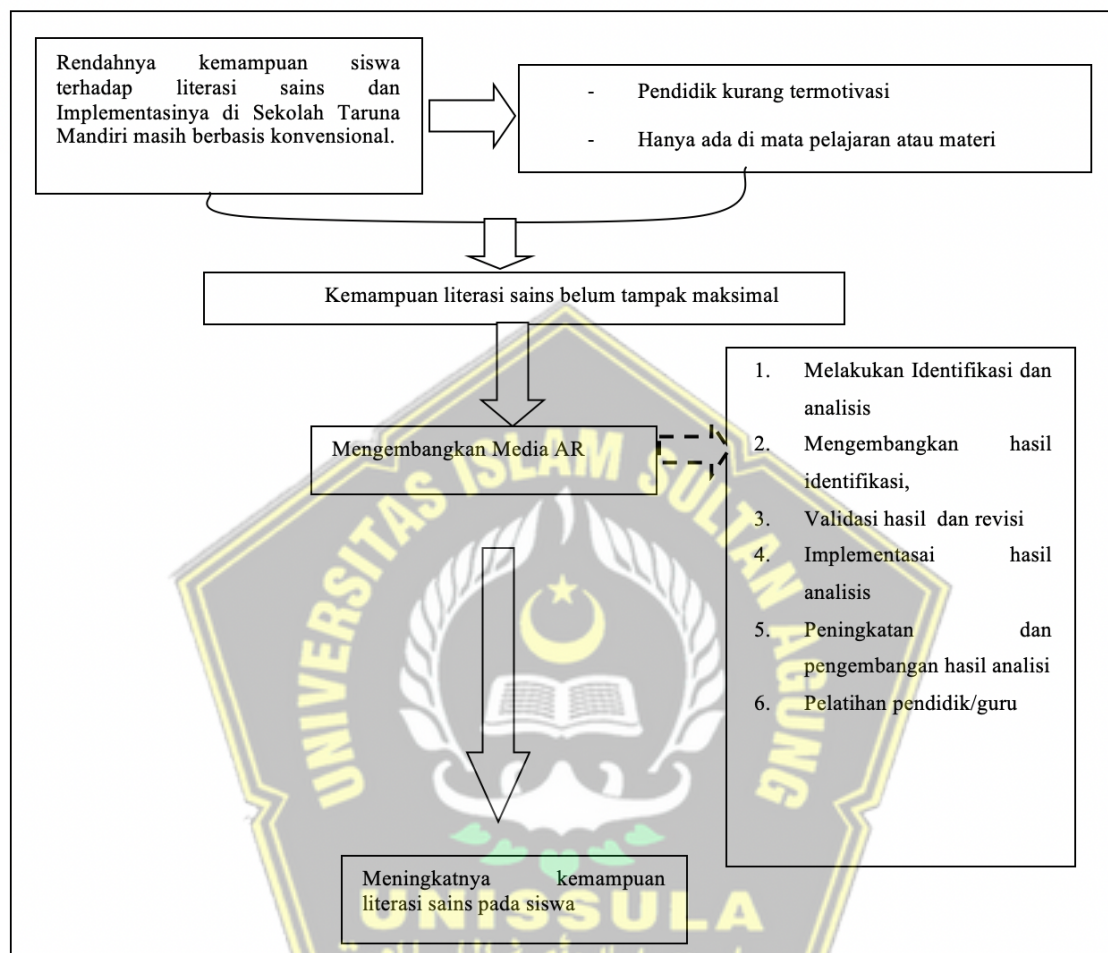 Rendahnya kemampuan siswa
terhadap literasi sains dan
Implementasinya di Sekolah Taruna
Mandiri masih berbasis konvensional.
- Pendidik kurang termotivasi
- Hanya ada di mata pelajaran atau materi
Kemampuan literasi sains belum tampak maksimal
Mengembangkan Media AR
1. Melakukan Identifikasi dan
analisis
2. Mengembangkan hasil
identifikasi,
3. Validasi hasil dan revisi
4. Implementasai hasil
analisis
5. Peningkatan dan
pengembangan hasil analisi
6. Pelatihan pendidik/guru
Meningkatnya kemampuan
literasi sains pada siswa
UNIVERSITAS ISLAM SULTAN AGUNG
UNISSULA